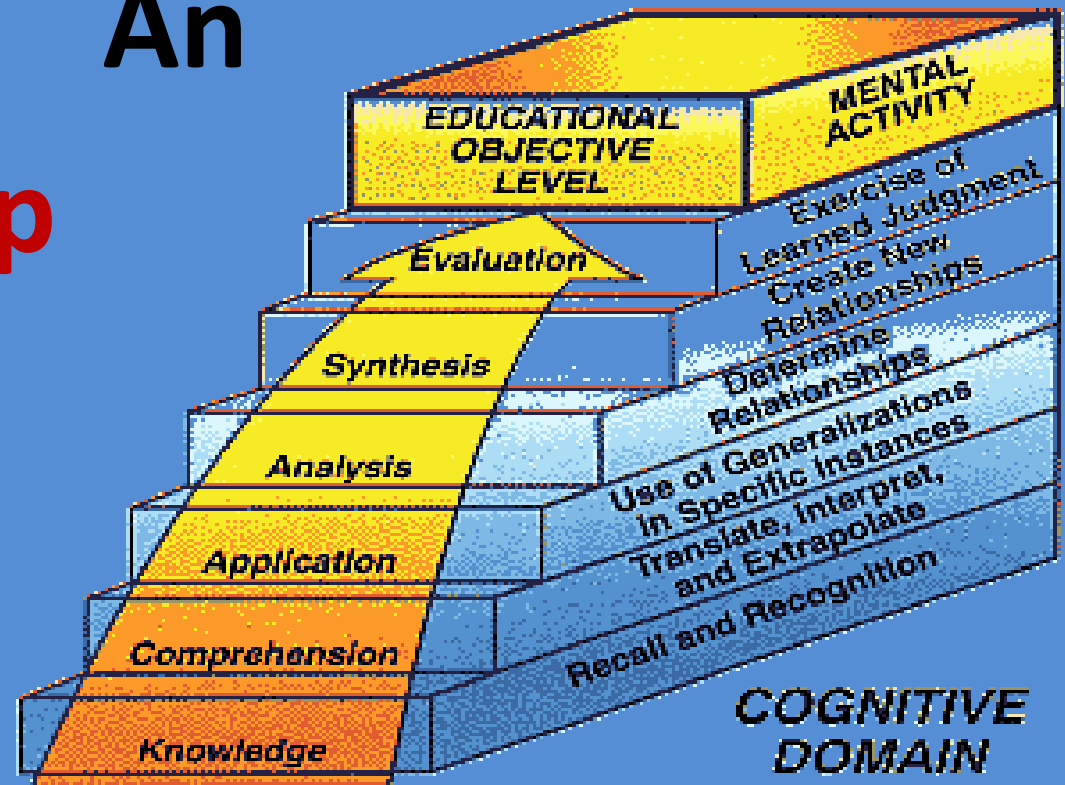 An
p
EDUCATIONAL
OBJECTIVE
LEVEL
MENTAL
ACTIVITY
Evaluation
Exercise of
Learned Judgment
Synthesis
Create New
Relationships
Analysis
Determine
Relationships
Application
Use of Generalizations
in Specific Instances
Comprehension
Translate, Interpret,
and Extrapolate
Knowledge
Recall and Recognition
COGNITIVE
DOMAIN